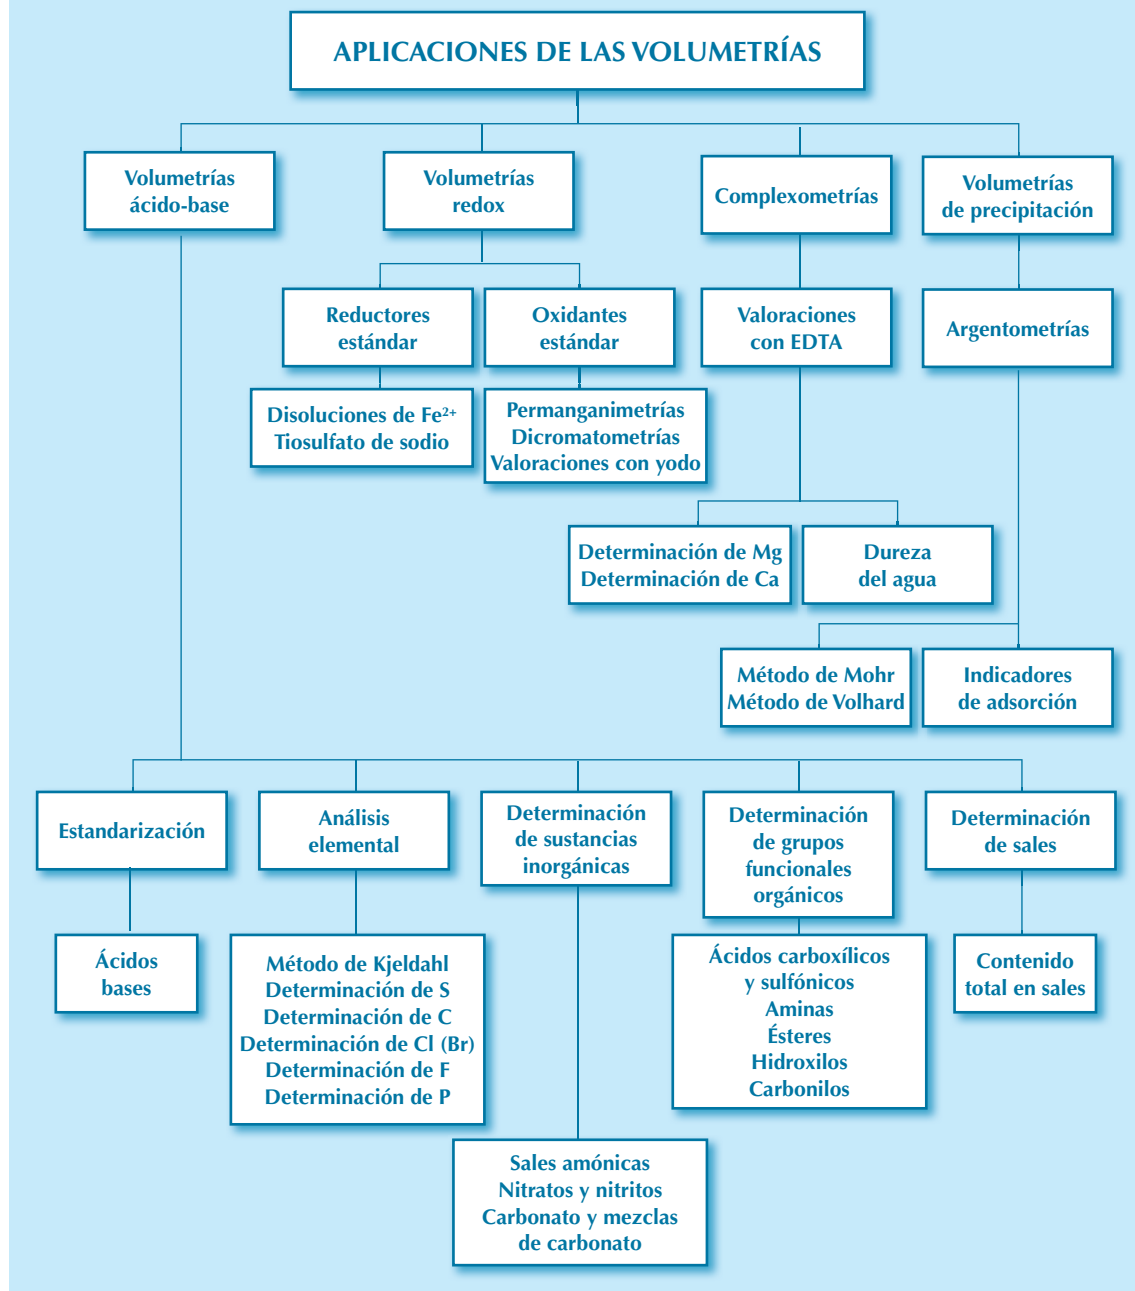 APLICACIONES DE LAS VOLUMETRÍAS
Volumetrías
ácido-base
Volumetrías
redox
Complexometrías
Volumetrías
de precipitación
Reductores
estándar
Oxidantes
estándar
Valoraciones
con EDTA
Argentometrías
Disoluciones de Fe²⁺
Tiosulfato de sodio
Permanganimetrías
Dicromatometrías
Valoraciones con yodo
Determinación de Mg
Determinación de Ca
Dureza
del agua
Método de Mohr
Método de Volhard
Indicadores
de adsorción
Estandarización
Análisis
elemental
Determinación
de sustancias
inorgánicas
Determinación
de grupos
funcionales
orgánicos
Determinación
de sales
Ácidos
bases
Método de Kjeldahl
Determinación de S
Determinación de C
Determinación de Cl (Br)
Determinación de F
Determinación de P
Ácidos carboxílicos
y sulfónicos
Aminas
Ésteres
Hidroxilos
Carbonilos
Contenido
total en sales
Sales amónicas
Nitratos y nitritos
Carbonato y mezclas
de carbonato